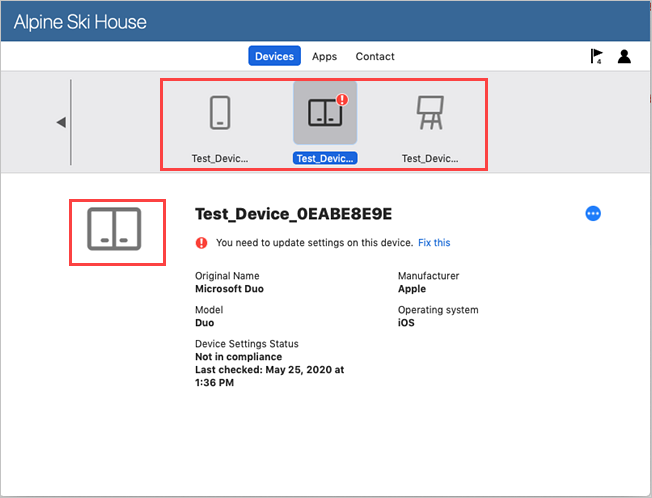 Alpine Ski House
Devices Apps Contact
4
Test_Devic... Test_Devic... Test_Devic...
Test_Device_0EABE8E9E
You need to update settings on this device. Fix this
Original Name Manufacturer
Microsoft Duo Apple
Model Operating system
Duo iOS
Device Settings Status
Not in compliance
Last checked: May 25, 2020 at
1:36 PM